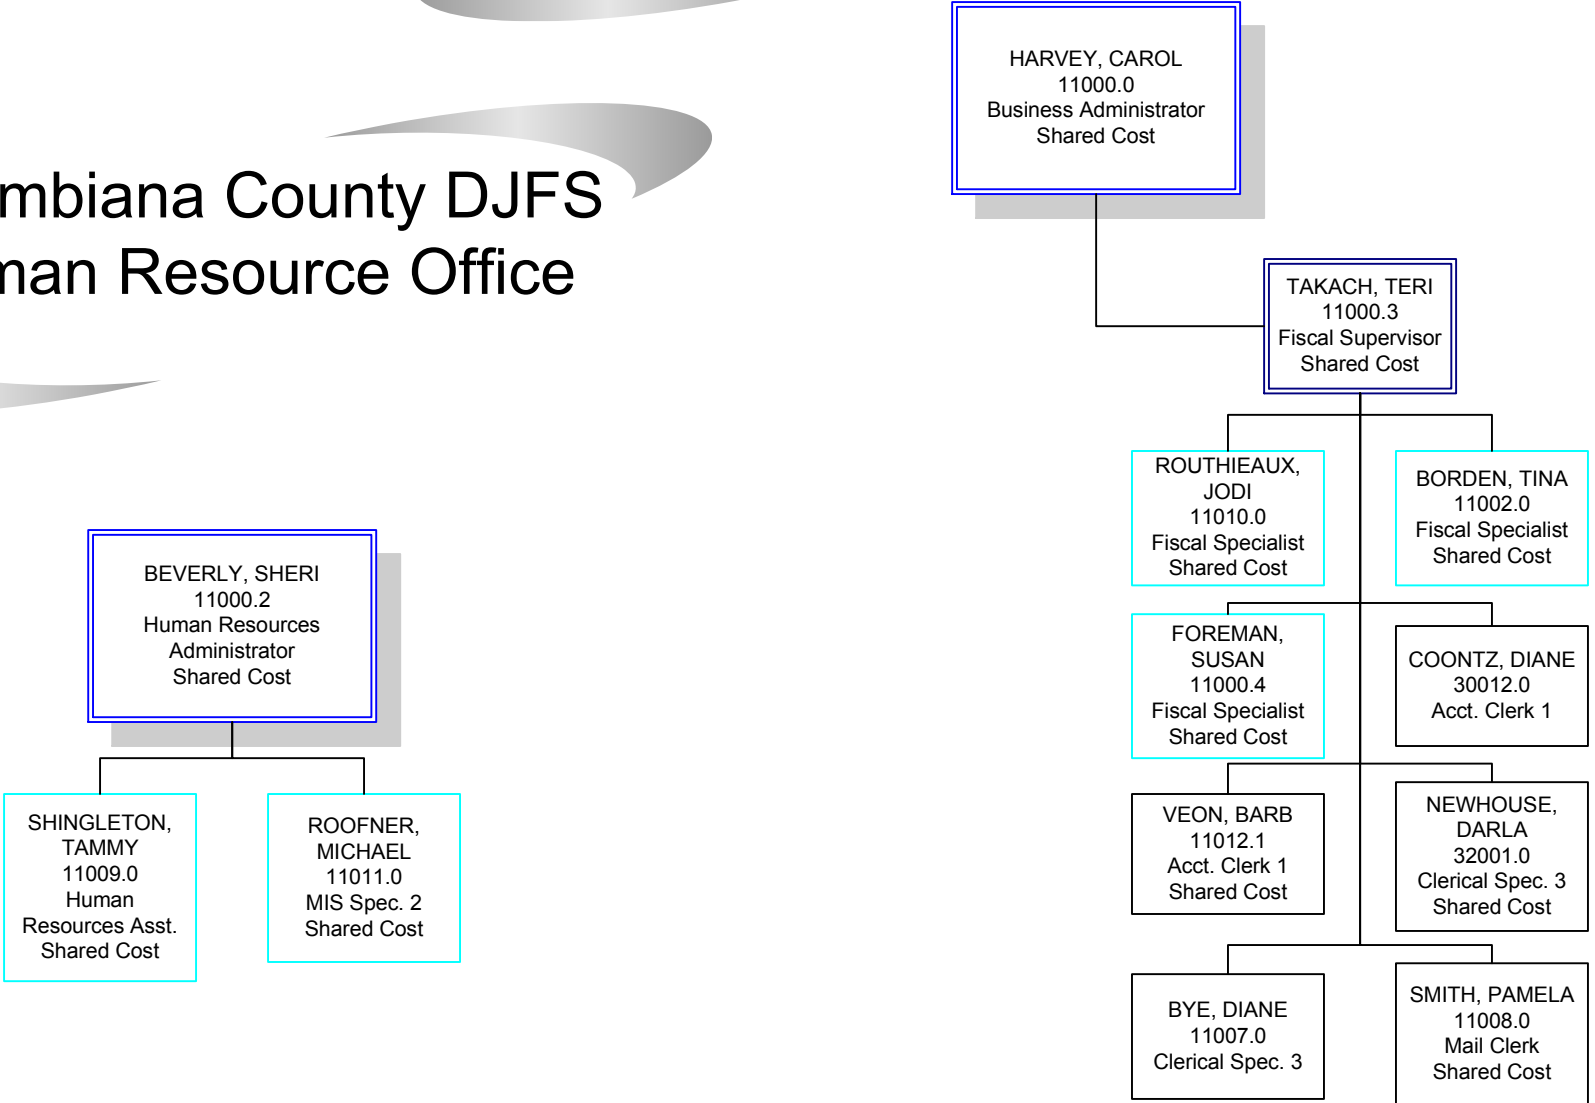 mbiana County DJFS
man Resource Office
HARVEY, CAROL
11000.0
Business Administrator
Shared Cost
TAKACH, TERI
11000.3
Fiscal Supervisor
Shared Cost
ROUTHIEAUX,
JODI
11010.0
Fiscal Specialist
Shared Cost
BORDEN, TINA
11002.0
Fiscal Specialist
Shared Cost
FOREMAN,
SUSAN
11000.4
Fiscal Specialist
Shared Cost
COONTZ, DIANE
30012.0
Acct. Clerk 1
VEON, BARB
11012.1
Acct. Clerk 1
Shared Cost
NEWHOUSE,
DARLA
32001.0
Clerical Spec. 3
Shared Cost
BYE, DIANE
11007.0
Clerical Spec. 3
SMITH, PAMELA
11008.0
Mail Clerk
Shared Cost
BEVERLY, SHERI
11000.2
Human Resources
Administrator
Shared Cost
SHINGLETON,
TAMMY
11009.0
Human
Resources Asst.
Shared Cost
ROOFNER,
MICHAEL
11011.0
MIS Spec. 2
Shared Cost